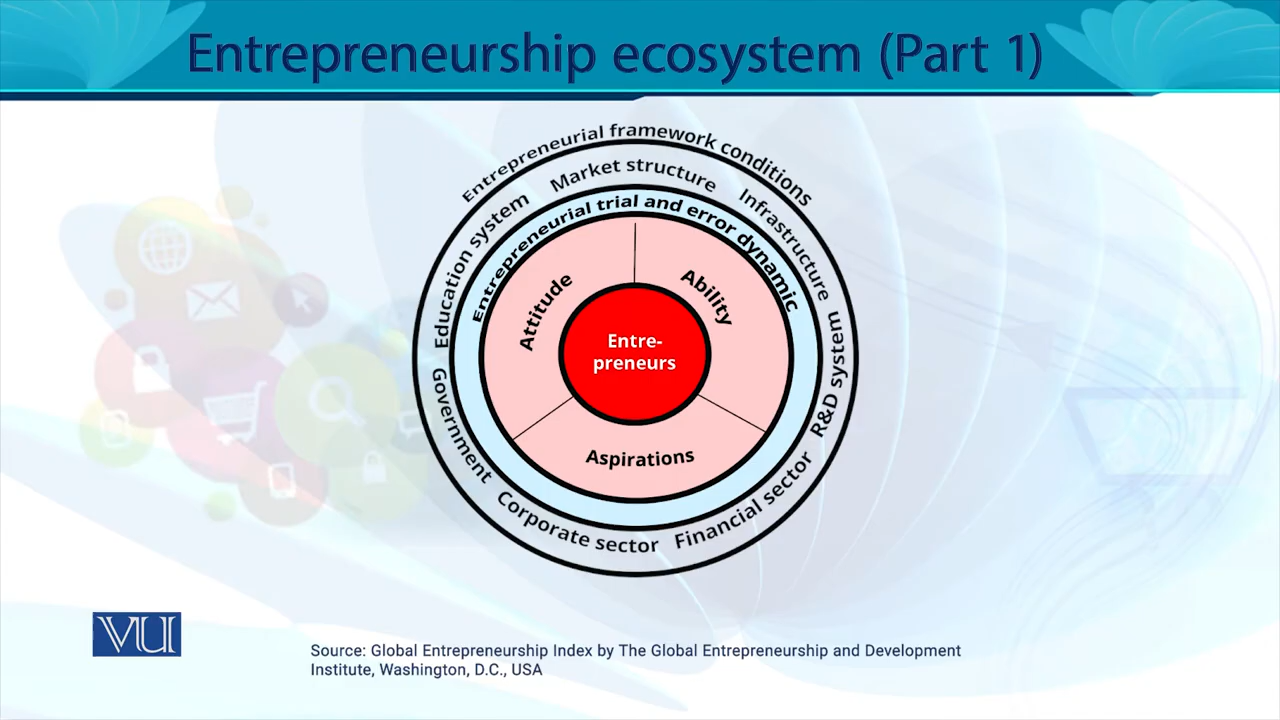 Entrepreneurship ecosystem (Part 1)
Entrepreneurial framework conditions
Market structure
Infrastructure
R&D system
Financial sector
Corporate sector
Government
Education system
Entrepreneurial trial and error dynamic
Attitude
Ability
Aspirations
Entre-
preneurs
VU
Source: Global Entrepreneurship Index by The Global Entrepreneurship and Development
Institute, Washington, D.C., USA